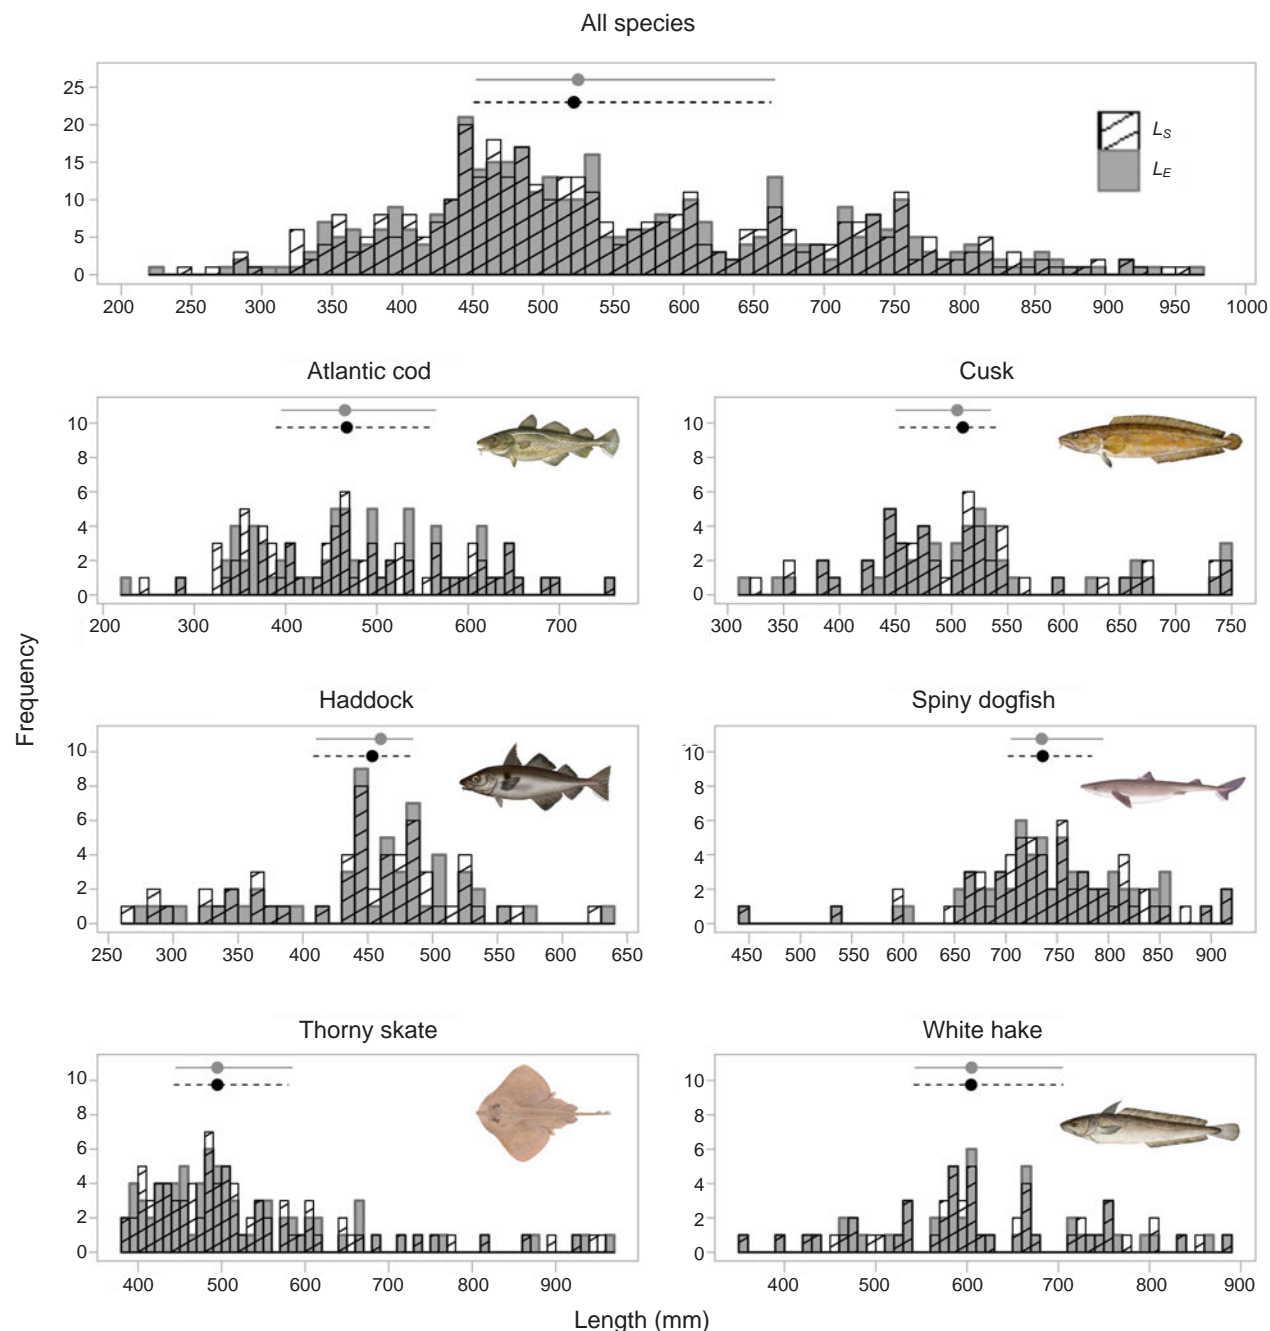 All species
25
20
15
10
5
0
L_S
L_E
200 250 300 350 400 450 500 550 600 650 700 750 800 850 900 950 1000
Atlantic cod
10
8
6
4
2
0
200 300 400 500 600 700
Cusk
10
8
6
4
2
0
300 350 400 450 500 550 600 650 700 750
Frequency
Haddock
10
8
6
4
2
0
250 300 350 400 450 500 550 600 650
Spiny dogfish
10
8
6
4
2
0
450 500 550 600 650 700 750 800 850 900
Thorny skate
10
8
6
4
2
0
400 500 600 700 800 900
White hake
10
8
6
4
2
0
400 500 600 700 800 900
Length (mm)